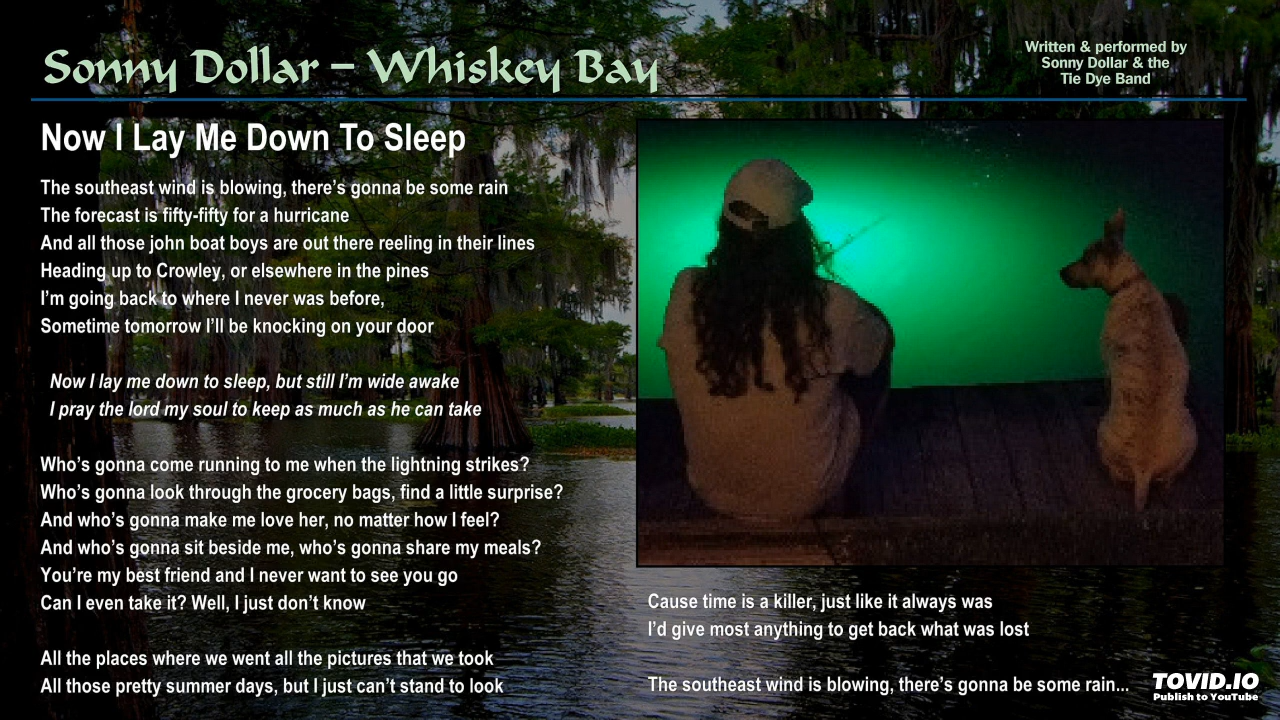 Sonny Dollar – Whiskey Bay
Written & performed by
Sonny Dollar & the
Tie Dye Band
Now I Lay Me Down To Sleep
The southeast wind is blowing, there’s gonna be some rain
The forecast is fifty-fifty for a hurricane
And all those john boat boys are out there reeling in their lines
Heading up to Crowley, or elsewhere in the pines
I’m going back to where I never was before,
Sometime tomorrow I’ll be knocking on your door
Now I lay me down to sleep, but still I’m wide awake
I pray the lord my soul to keep as much as he can take
Who’s gonna come running to me when the lightning strikes?
Who’s gonna look through the grocery bags, find a little surprise?
And who’s gonna make me love her, no matter how I feel?
And who’s gonna sit beside me, who’s gonna share my meals?
You’re my best friend and I never want to see you go
Can I even take it? Well, I just don’t know
All the places where we went all the pictures that we took
All those pretty summer days, but I just can’t stand to look
Cause time is a killer, just like it always was
I’d give most anything to get back what was lost
The southeast wind is blowing, there’s gonna be some rain...
TOVID.IO
Publish to YouTube